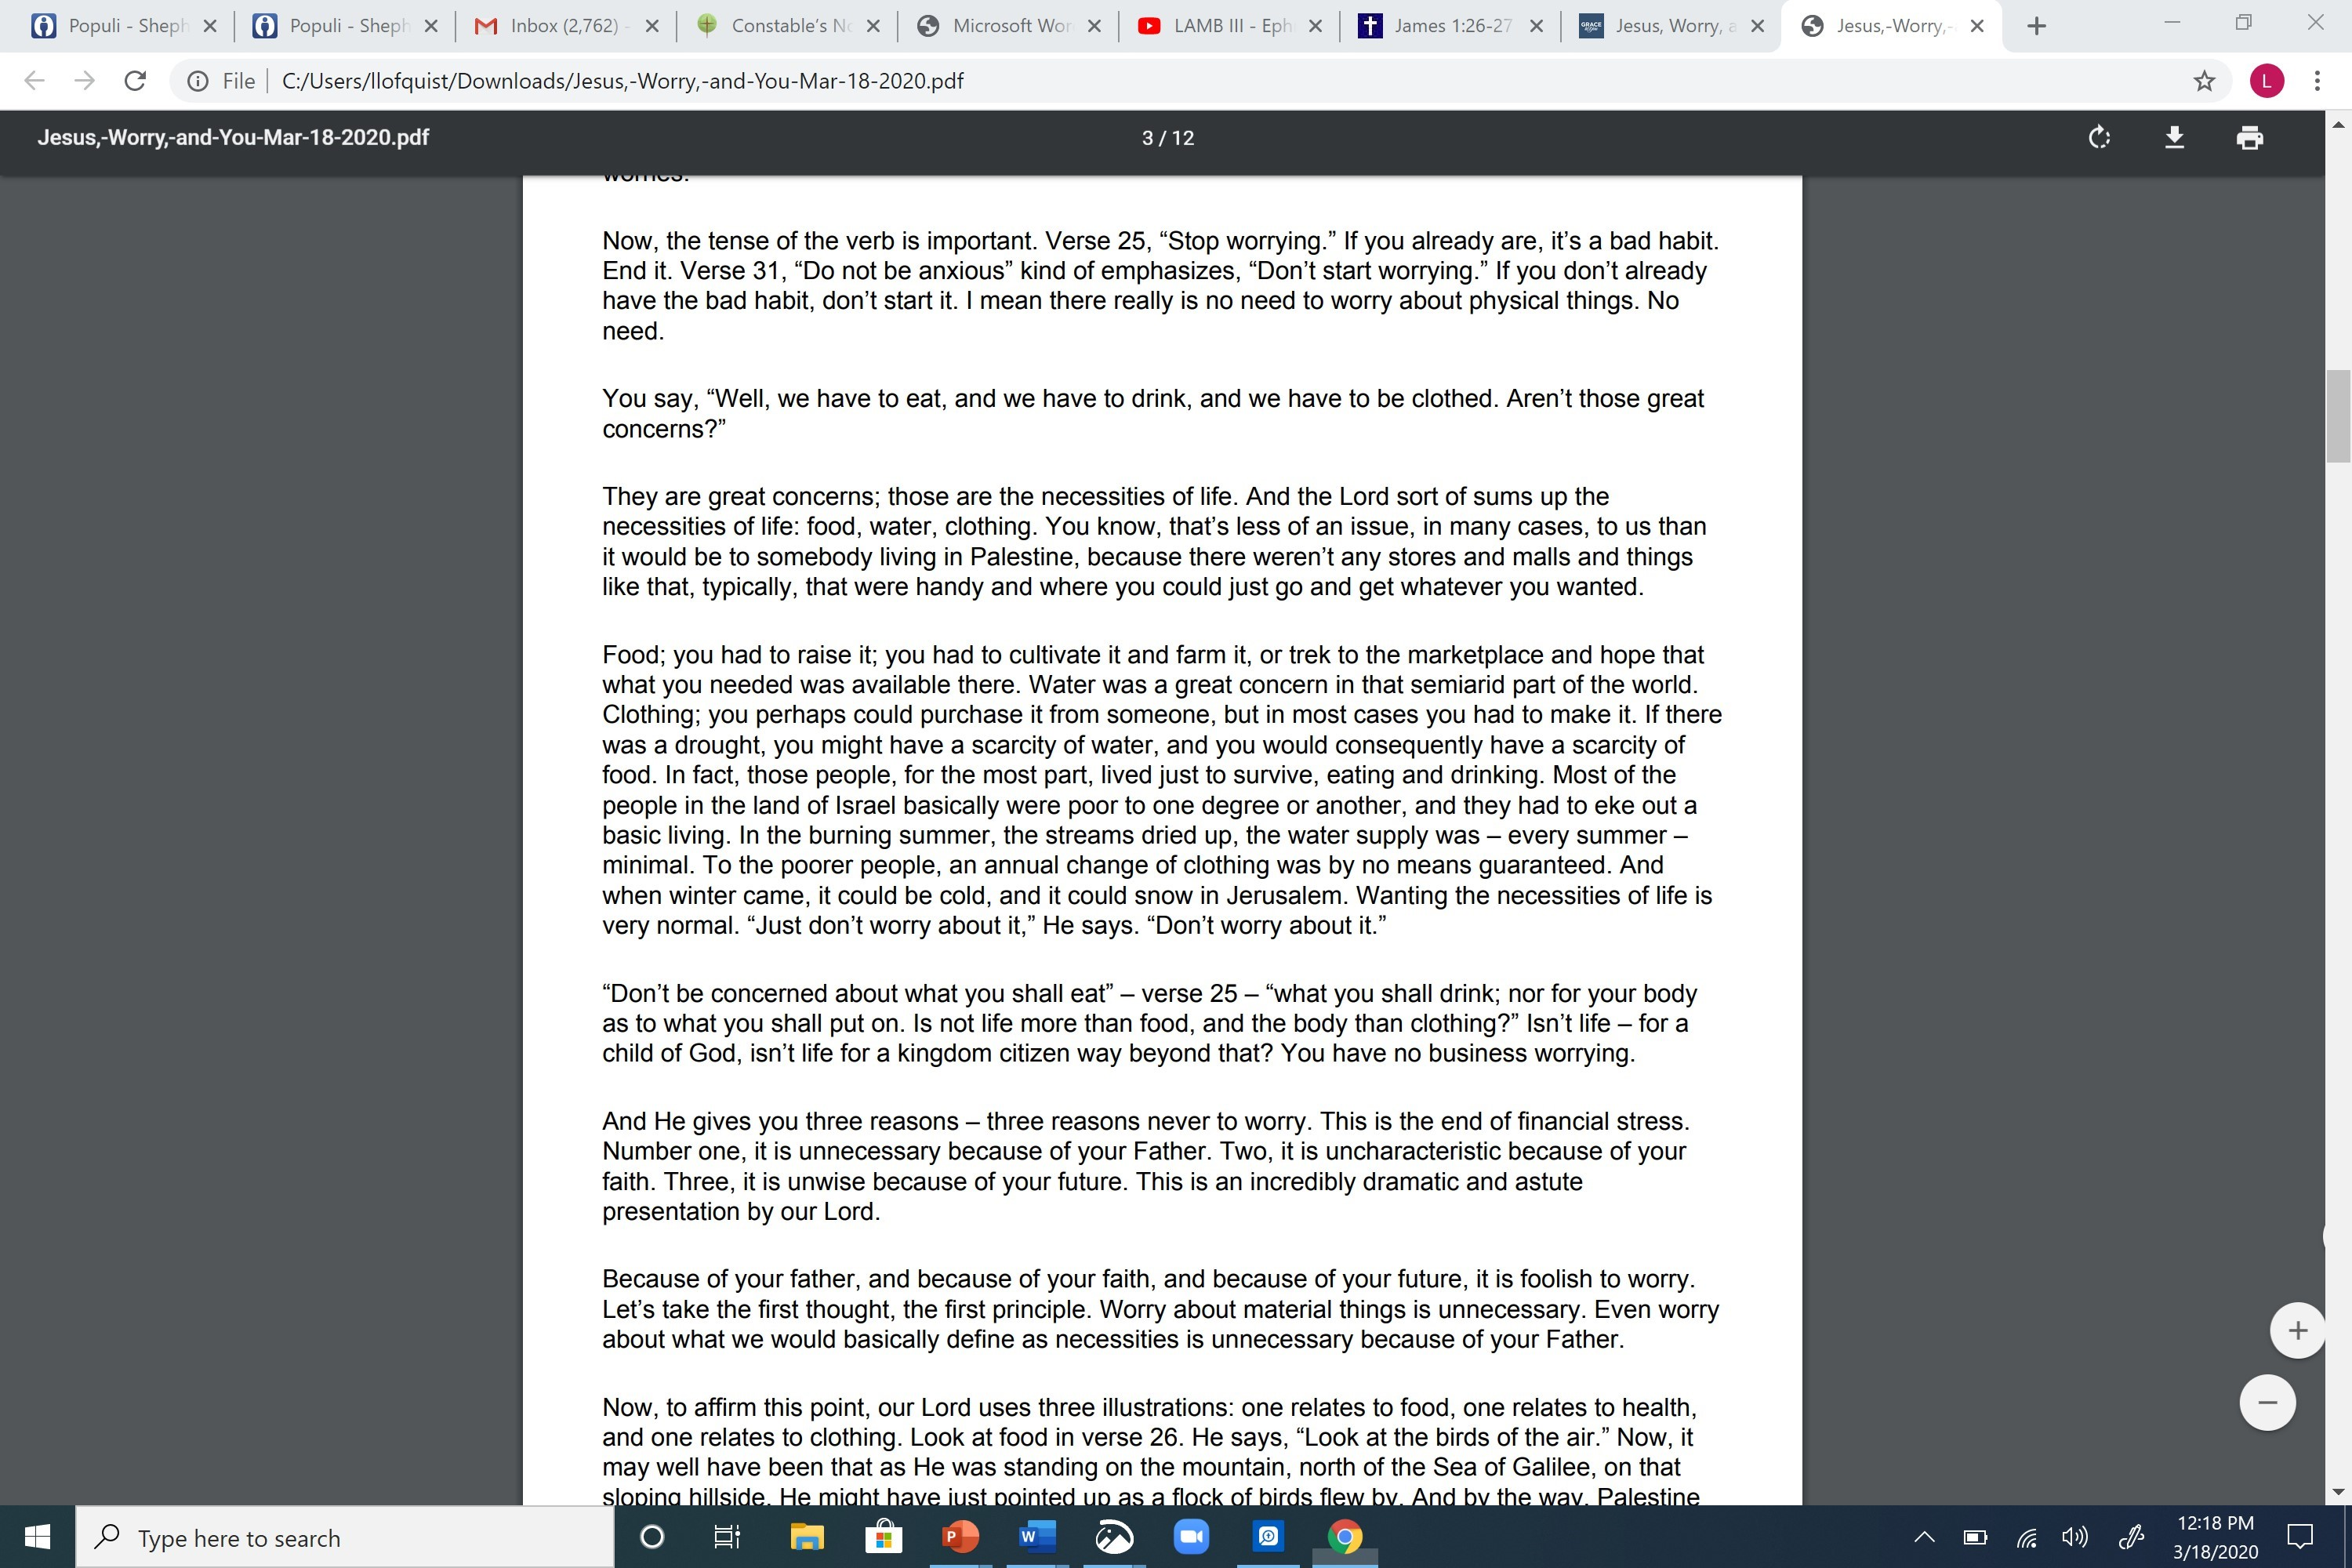 Populi - Sheph
Populi - Sheph
Inbox (2,762) -
Constable's No
Microsoft Wor
LAMB III - Eph
James 1:26-27
GRACE
Jesus, Worry, a
Jesus,-Worry,-
File
C:/Users/llofquist/Downloads/Jesus,-Worry,-and-You-Mar-18-2020.pdf
L
Jesus,-Worry,-and-You-Mar-18-2020.pdf
3 / 12
worries.
Now, the tense of the verb is important. Verse 25, “Stop worrying.” If you already are, it’s a bad habit.
End it. Verse 31, “Do not be anxious” kind of emphasizes, “Don’t start worrying.” If you don’t already
have the bad habit, don’t start it. I mean there really is no need to worry about physical things. No
need.
You say, “Well, we have to eat, and we have to drink, and we have to be clothed. Aren’t those great
concerns?”
They are great concerns; those are the necessities of life. And the Lord sort of sums up the
necessities of life: food, water, clothing. You know, that’s less of an issue, in many cases, to us than
it would be to somebody living in Palestine, because there weren’t any stores and malls and things
like that, typically, that were handy and where you could just go and get whatever you wanted.
Food; you had to raise it; you had to cultivate it and farm it, or trek to the marketplace and hope that
what you needed was available there. Water was a great concern in that semiarid part of the world.
Clothing; you perhaps could purchase it from someone, but in most cases you had to make it. If there
was a drought, you might have a scarcity of water, and you would consequently have a scarcity of
food. In fact, those people, for the most part, lived just to survive, eating and drinking. Most of the
people in the land of Israel basically were poor to one degree or another, and they had to eke out a
basic living. In the burning summer, the streams dried up, the water supply was – every summer –
minimal. To the poorer people, an annual change of clothing was by no means guaranteed. And
when winter came, it could be cold, and it could snow in Jerusalem. Wanting the necessities of life is
very normal. “Just don’t worry about it,” He says. “Don’t worry about it.”
“Don’t be concerned about what you shall eat” – verse 25 – “what you shall drink; nor for your body
as to what you shall put on. Is not life more than food, and the body than clothing?” Isn’t life – for a
child of God, isn’t life for a kingdom citizen way beyond that? You have no business worrying.
And He gives you three reasons – three reasons never to worry. This is the end of financial stress.
Number one, it is unnecessary because of your Father. Two, it is uncharacteristic because of your
faith. Three, it is unwise because of your future. This is an incredibly dramatic and astute
presentation by our Lord.
Because of your father, and because of your faith, and because of your future, it is foolish to worry.
Let’s take the first thought, the first principle. Worry about material things is unnecessary. Even worry
about what we would basically define as necessities is unnecessary because of your Father.
Now, to affirm this point, our Lord uses three illustrations: one relates to food, one relates to health,
and one relates to clothing. Look at food in verse 26. He says, “Look at the birds of the air.” Now, it
may well have been that as He was standing on the mountain, north of the Sea of Galilee, on that
sloping hillside, He might have just pointed up as a flock of birds flew by. And by the way, Palestine
Type here to search
12:18 PM
3/18/2020